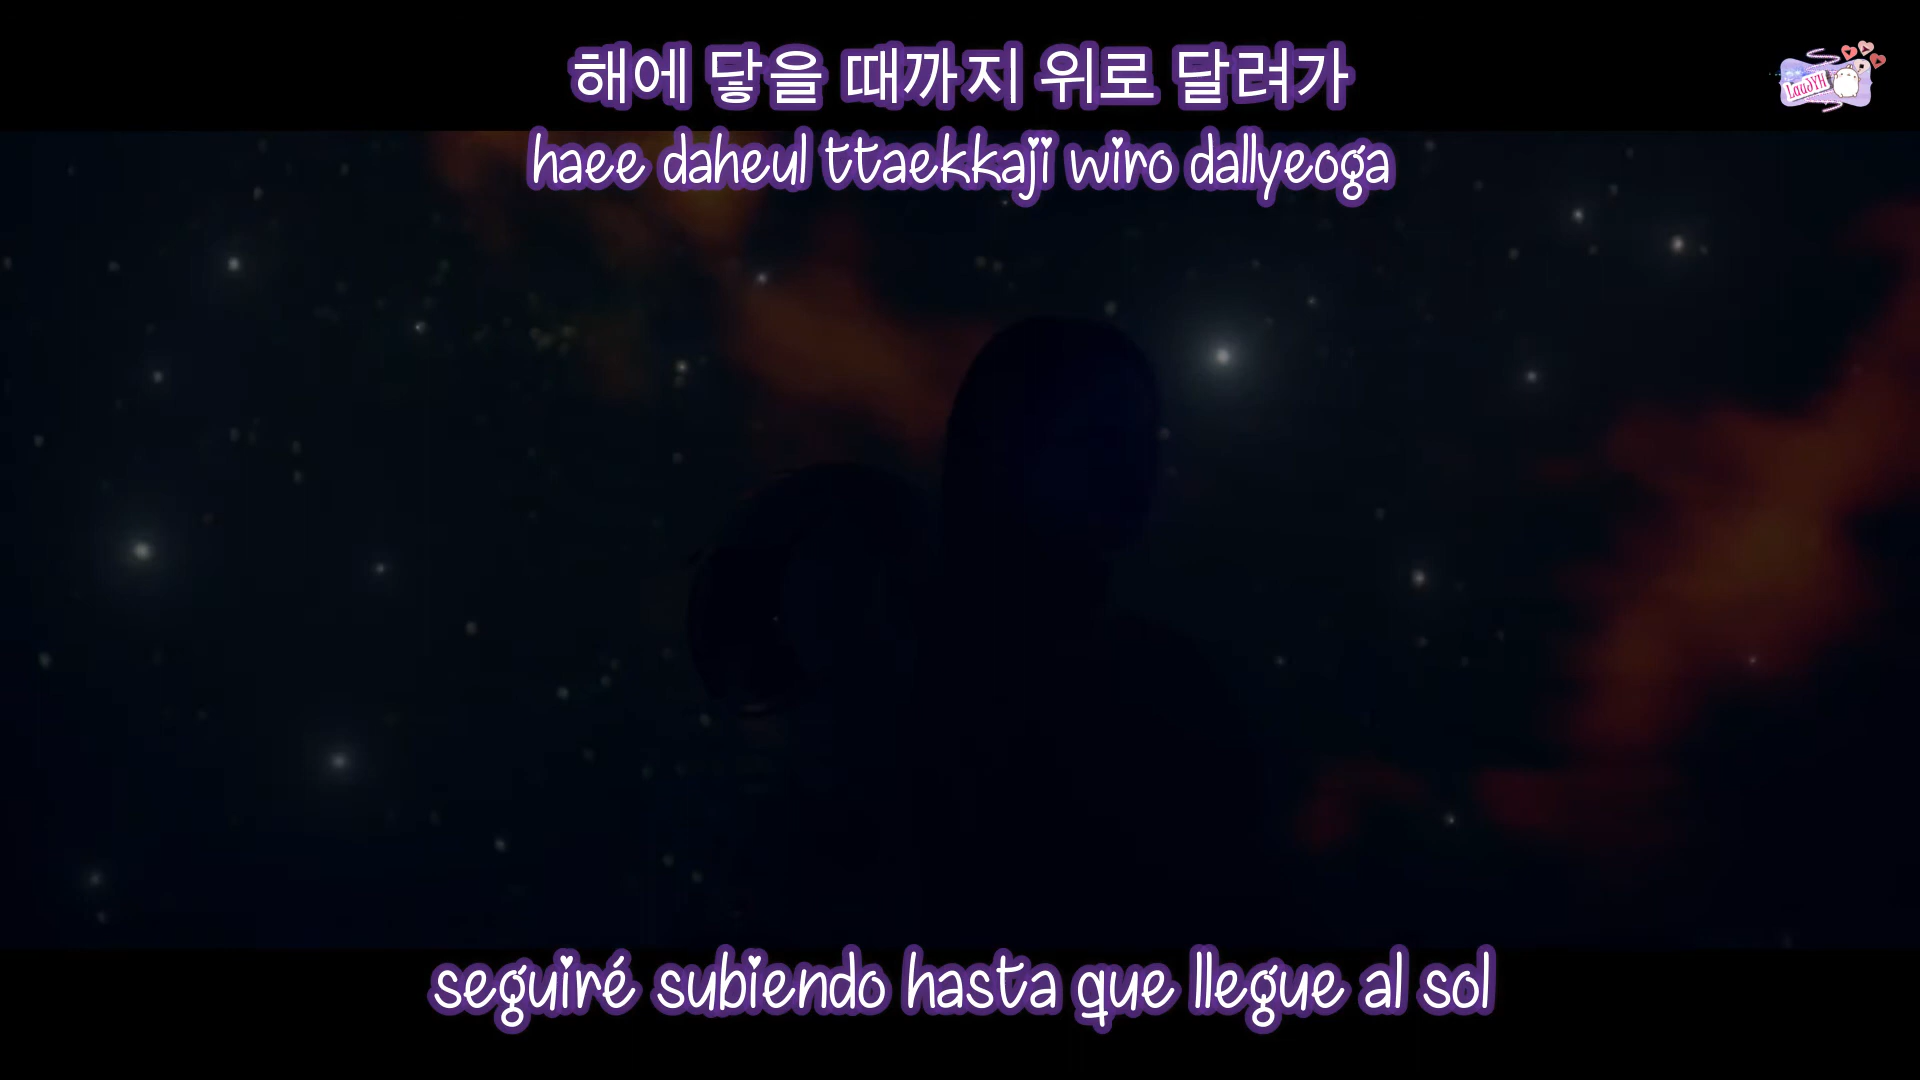 해에 닿을 때까지 위로 달려가
LaudYH
haee daheul ttaekkaji wiro dallyeoga
seguiré subiendo hasta que llegue al sol